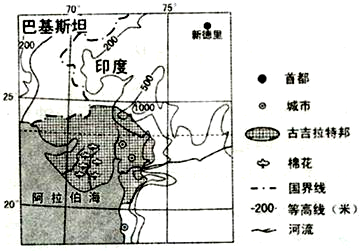 70 75
巴基斯坦
200
200
新德里
印度
500
25
1000
阿拉伯海
20
首都
城市
古吉拉特邦
棉花
国界线
-200- 等高线(米)
河流